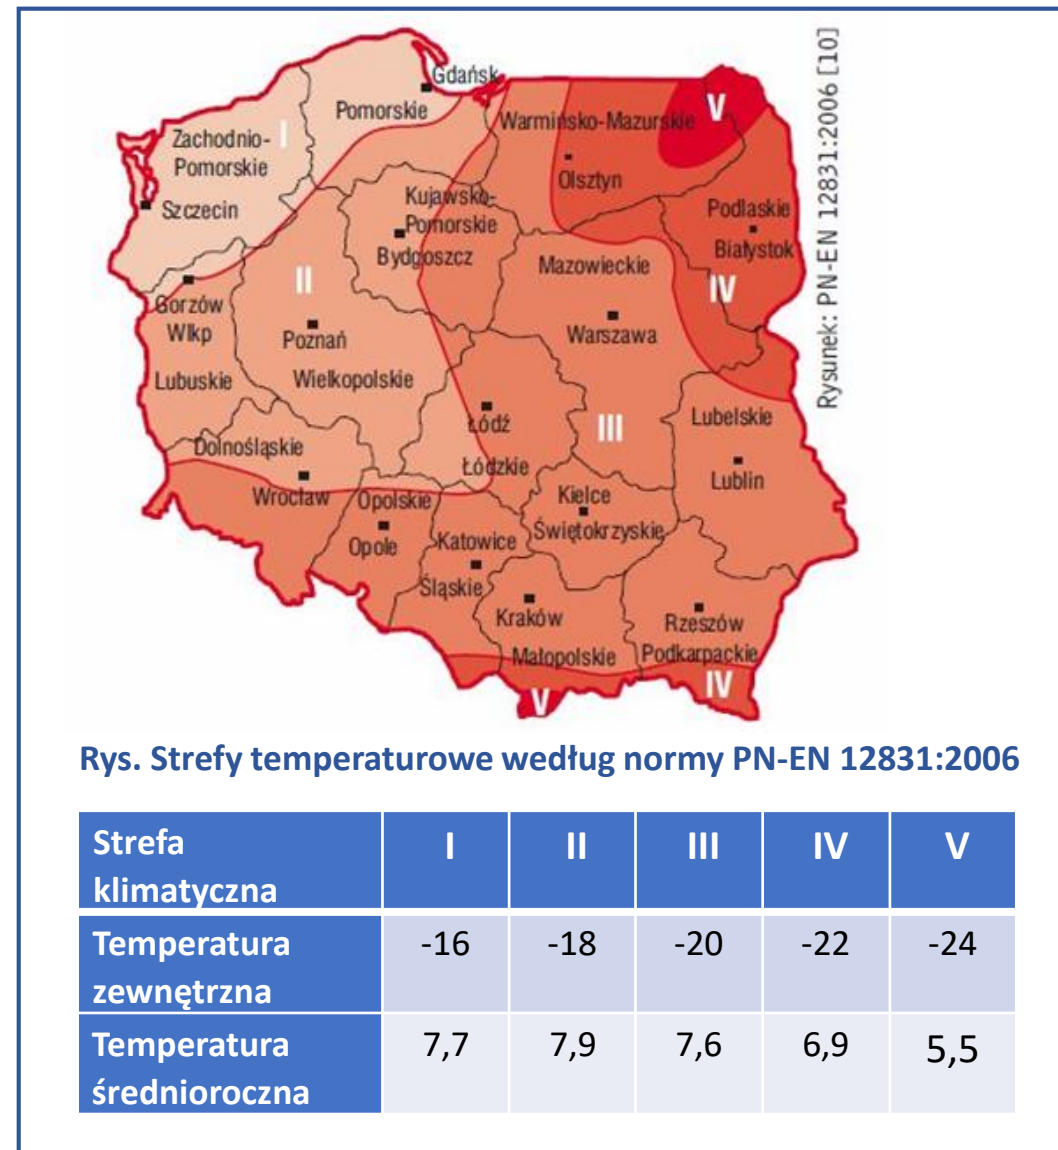 Gdańsk
Pomorskie
I
Zachodnio-
Pomorskie
Szczecin
Warmińsko-Mazurskie
V
Olsztyn
Kujawsko-
Pomorskie
Bydgoszcz
Podlaskie
Białystok
Mazowieckie
II
IV
Gorzów
Wlkp
Poznań
Warszawa
Lubuskie
Wielkopolskie
Łódź
III
Lubelskie
Dolnośląskie
Łódzkie
Lublin
Wrocław
Opolskie
Kielce
Świętokrzyskie
Opole
Katowice
Śląskie
Kraków
Rzeszów
Małopolskie
Podkarpackie
V
IV
Rysunek: PN-EN 12831:2006 [10]
Rys. Strefy temperaturowe według normy PN-EN 12831:2006
Strefa
klimatyczna
I
II
III
IV
V
Temperatura
zewnętrzna
-16
-18
-20
-22
-24
Temperatura
średnioroczna
7,7
7,9
7,6
6,9
5,5